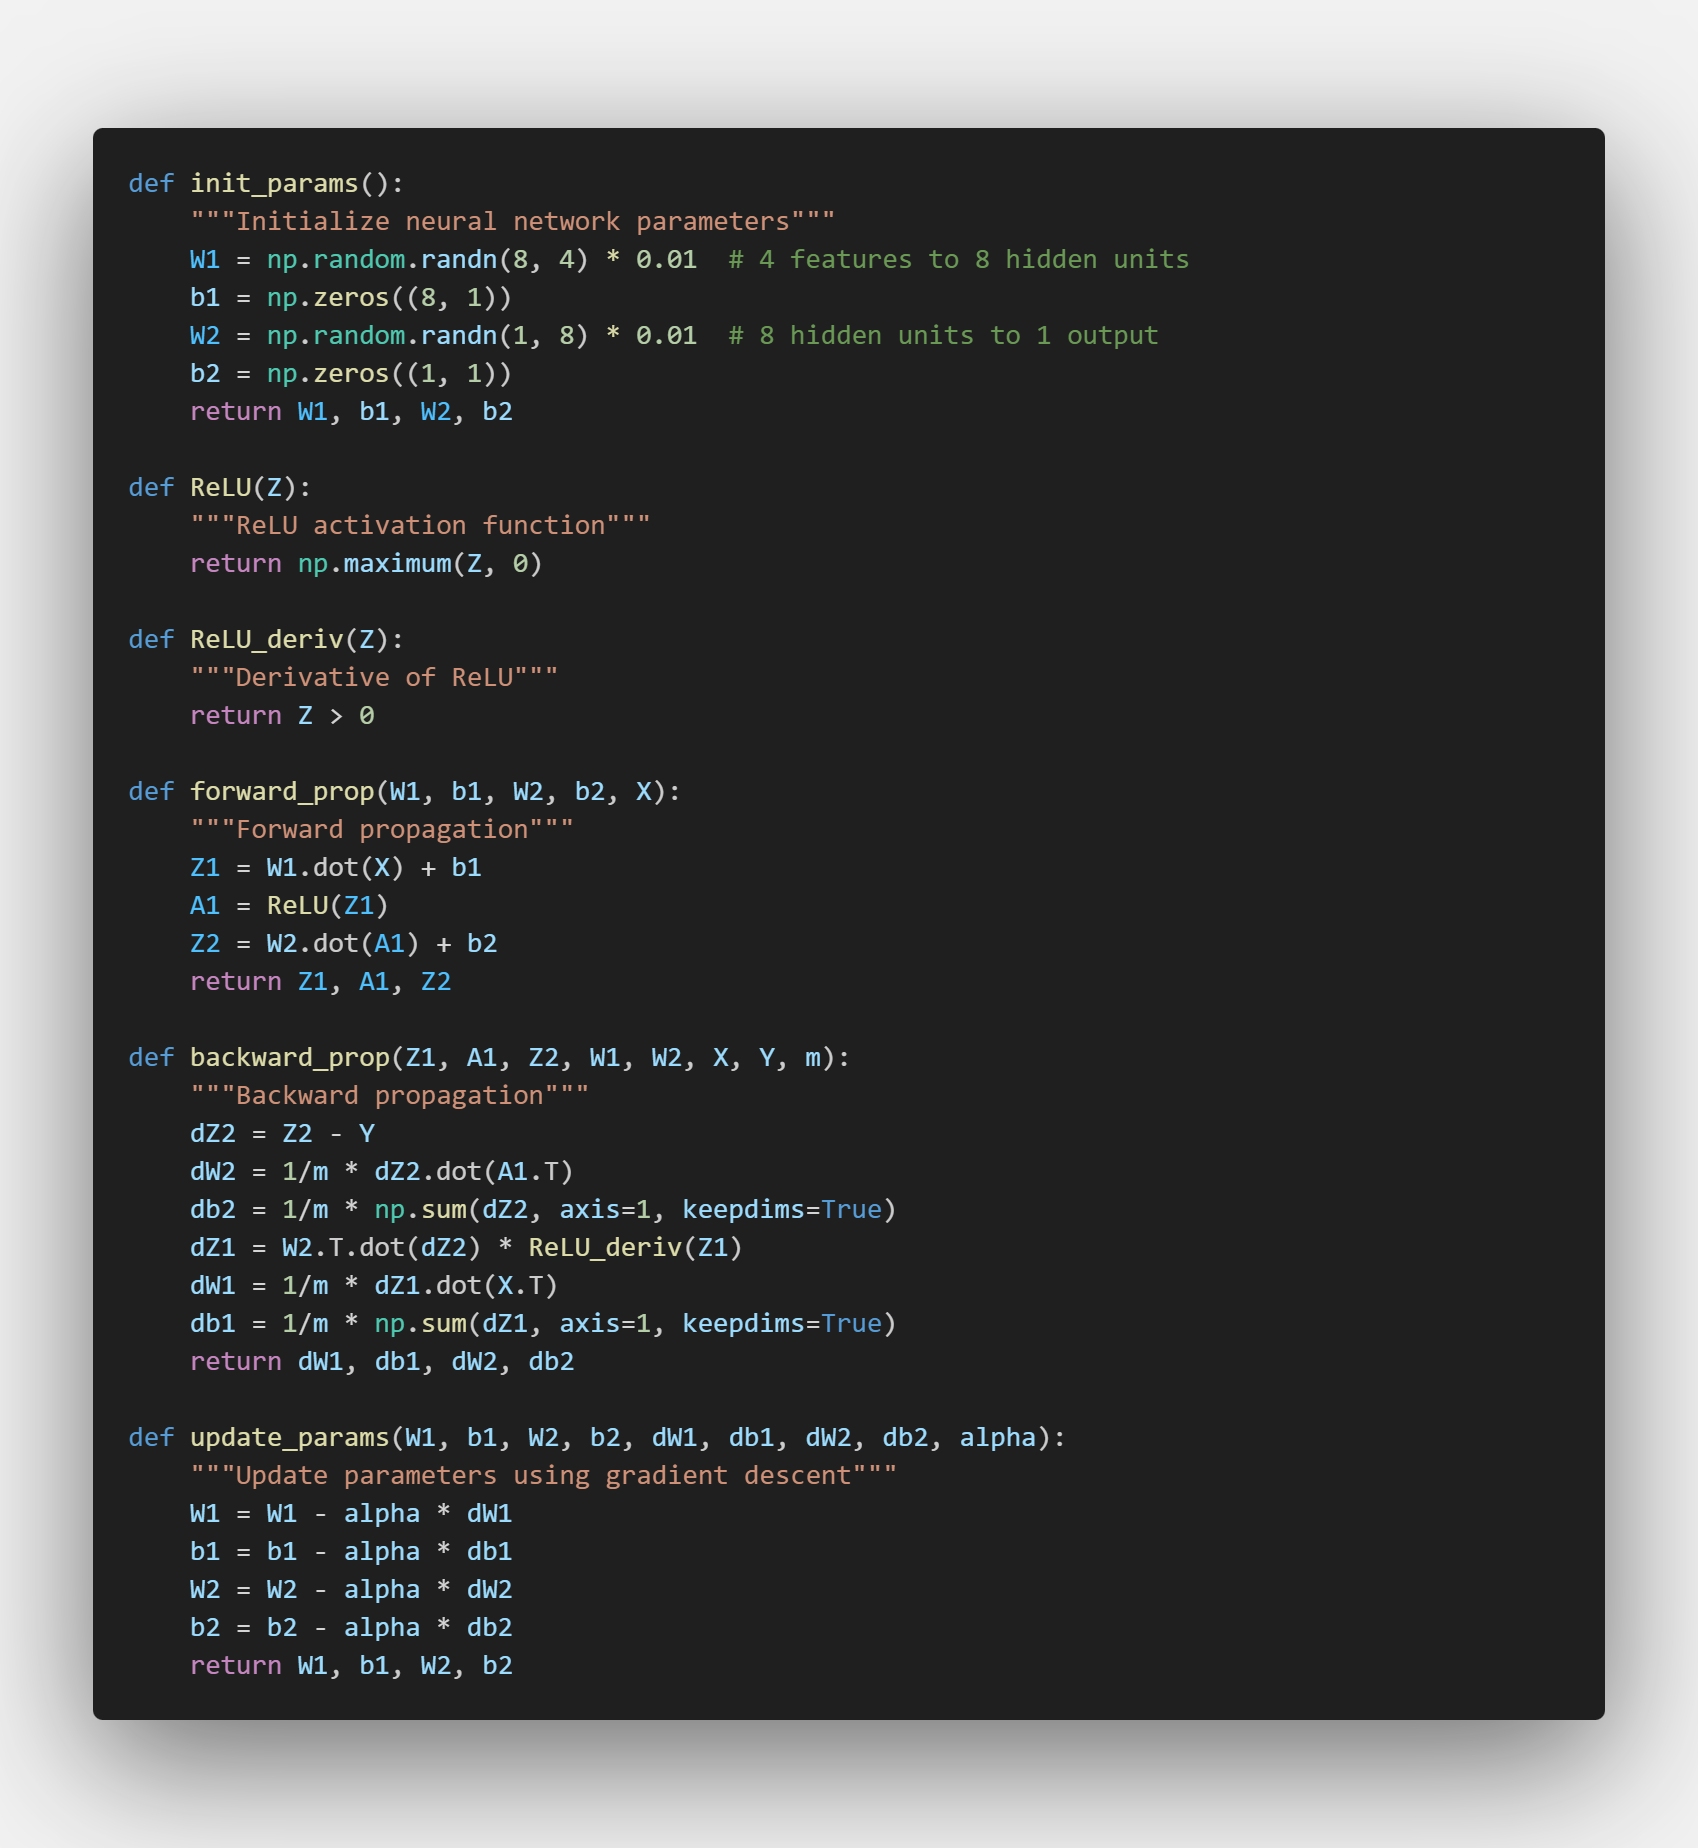 def init_params():
    """Initialize neural network parameters"""
    W1 = np.random.randn(8, 4) * 0.01  # 4 features to 8 hidden units
    b1 = np.zeros((8, 1))
    W2 = np.random.randn(1, 8) * 0.01  # 8 hidden units to 1 output
    b2 = np.zeros((1, 1))
    return W1, b1, W2, b2

def ReLU(Z):
    """ReLU activation function"""
    return np.maximum(Z, 0)

def ReLU_deriv(Z):
    """Derivative of ReLU"""
    return Z > 0

def forward_prop(W1, b1, W2, b2, X):
    """Forward propagation"""
    Z1 = W1.dot(X) + b1
    A1 = ReLU(Z1)
    Z2 = W2.dot(A1) + b2
    return Z1, A1, Z2

def backward_prop(Z1, A1, Z2, W1, W2, X, Y, m):
    """Backward propagation"""
    dZ2 = Z2 - Y
    dW2 = 1/m * dZ2.dot(A1.T)
    db2 = 1/m * np.sum(dZ2, axis=1, keepdims=True)
    dZ1 = W2.T.dot(dZ2) * ReLU_deriv(Z1)
    dW1 = 1/m * dZ1.dot(X.T)
    db1 = 1/m * np.sum(dZ1, axis=1, keepdims=True)
    return dW1, db1, dW2, db2

def update_params(W1, b1, W2, b2, dW1, db1, dW2, db2, alpha):
    """Update parameters using gradient descent"""
    W1 = W1 - alpha * dW1
    b1 = b1 - alpha * db1
    W2 = W2 - alpha * dW2
    b2 = b2 - alpha * db2
    return W1, b1, W2, b2